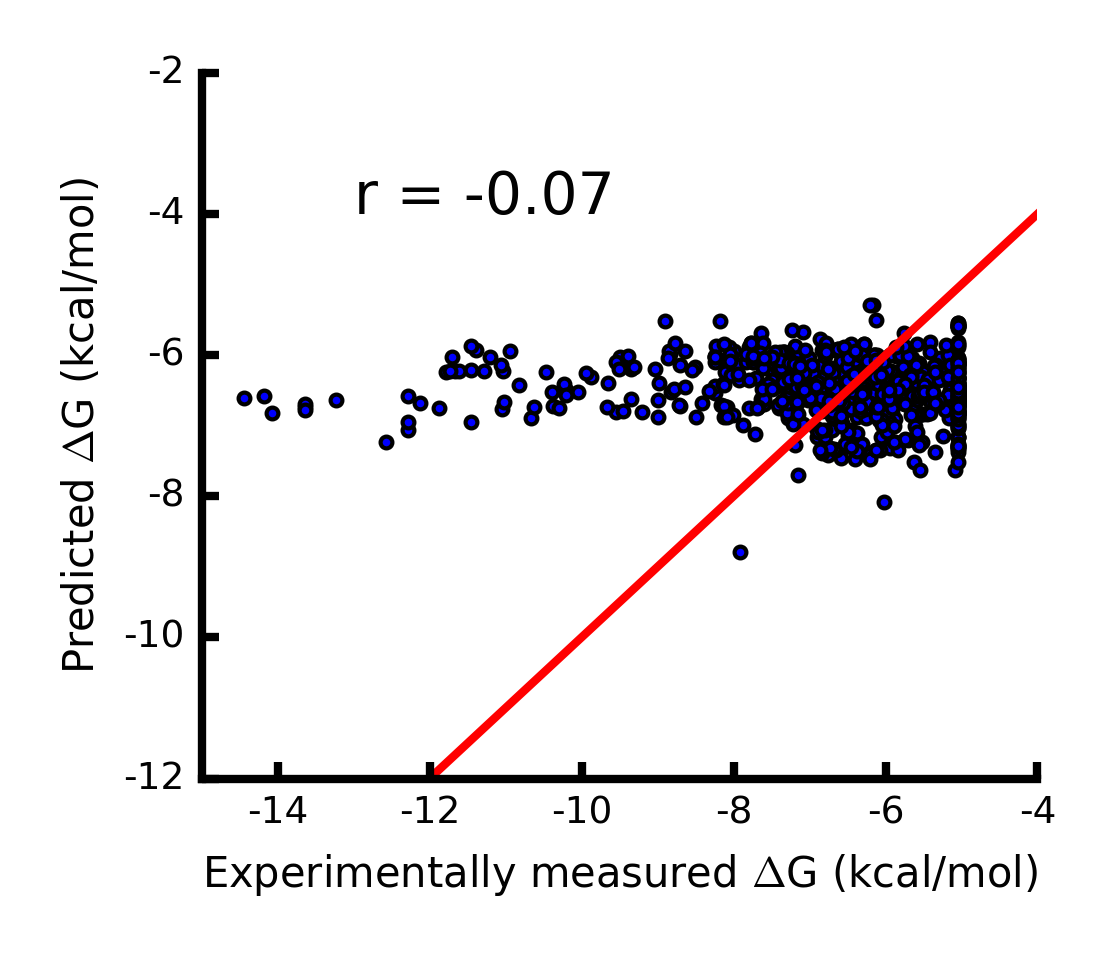 -2
-4
-6
-8
-10
-12
Predicted ΔG (kcal/mol)
r = -0.07
-14 -12 -10 -8 -6 -4
Experimentally measured ΔG (kcal/mol)